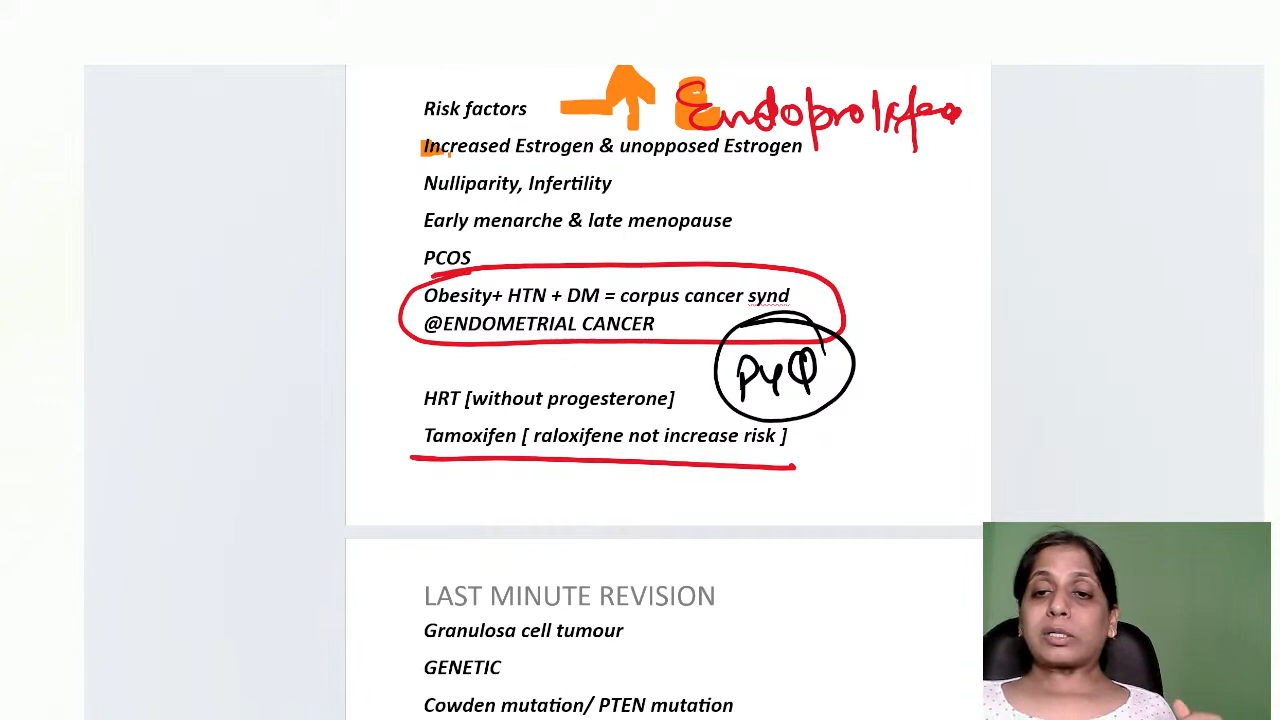 Risk factors
↑ Endoprolifea
Increased Estrogen & unopposed Estrogen
Nulliparity, Infertility
Early menarche & late menopause
PCOS
Obesity+ HTN + DM = corpus cancer synd
@ENDOMETRIAL CANCER
PYQ
HRT [without progesterone]
Tamoxifen [ raloxifene not increase risk ]
LAST MINUTE REVISION
Granulosa cell tumour
GENETIC
Cowden mutation/ PTEN mutation